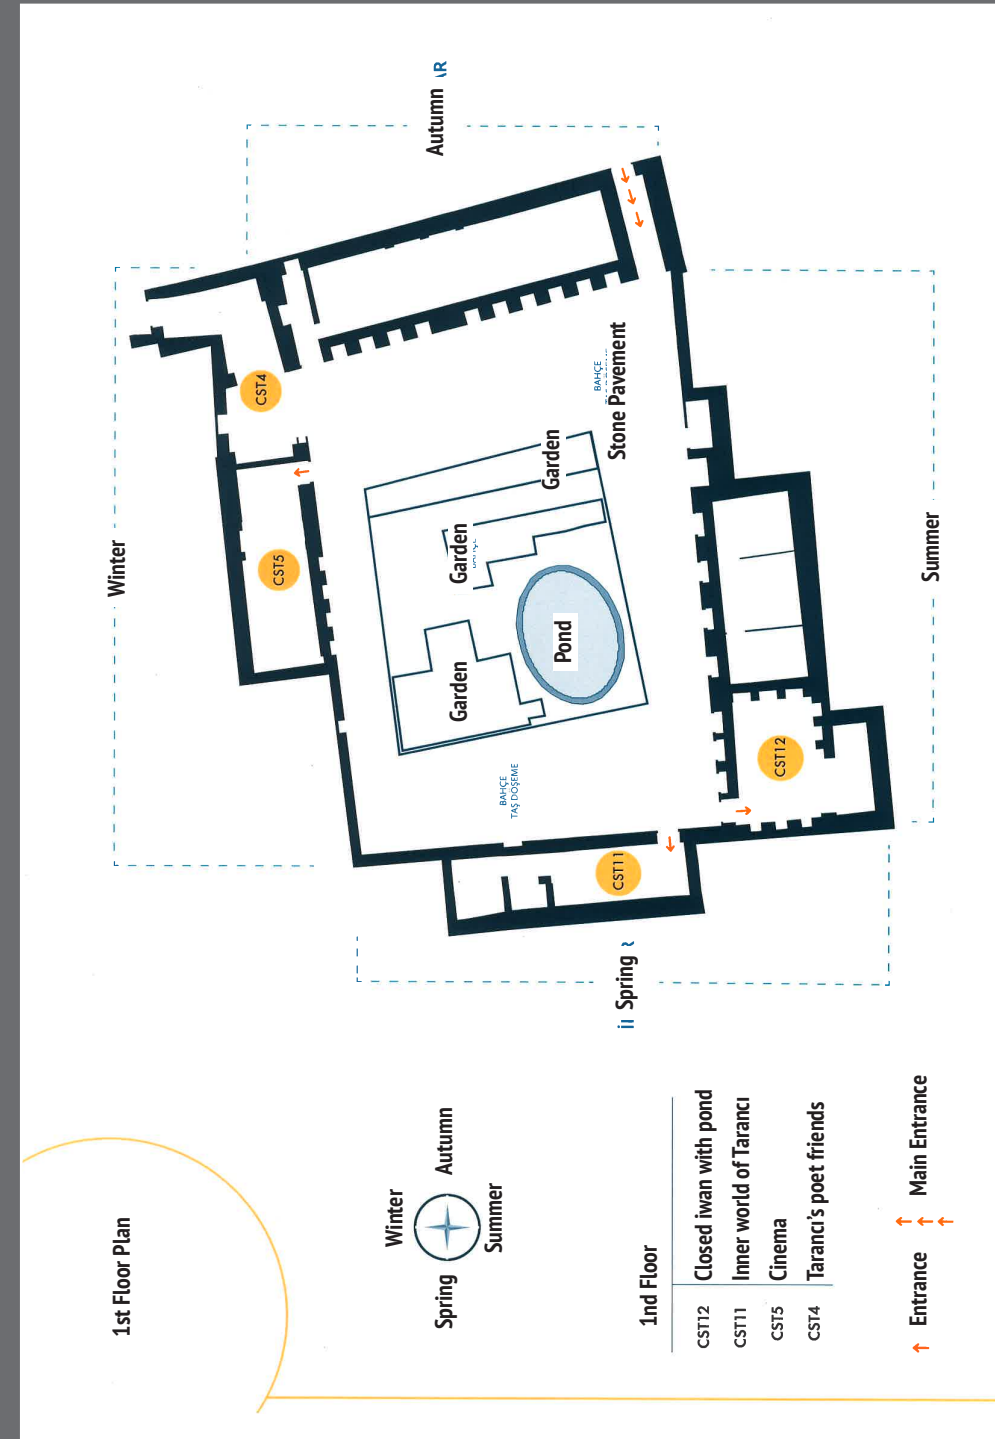 1st Floor Plan
Winter
Autumn
Spring
Summer
1nd Floor
CST12 Closed iwan with pond
CST11 Inner world of Tarancı
CST5 Cinema
CST4 Tarancı's poet friends
Entrance
Main Entrance
Winter
CST5
CST4
Autumn
Garden
Garden
Garden
Pond
BAHÇE
TAŞ DÖŞEME
BAHÇE
Stone Pavement
Spring
CST11
CST12
Summer